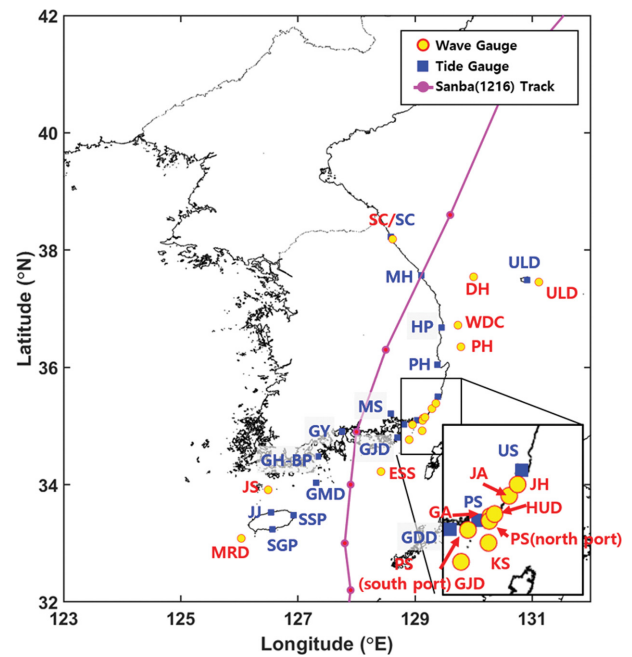 42
40
38
36
34
32
Latitude (°N)
123
125
127
129
131
Longitude (°E)
Wave Gauge
Tide Gauge
Sanba(1216) Track
SC/SC
ULD
MH
DH
ULD
HP
WDC
PH
PH
MS
GY
GJD
GH BP
ESS
JS
GMD
JJ
SSP
SGP
MRD
GDD
US
JA
JH
PS
GA
HUD
PS(north port)
PS
(south port)
KS
GJD